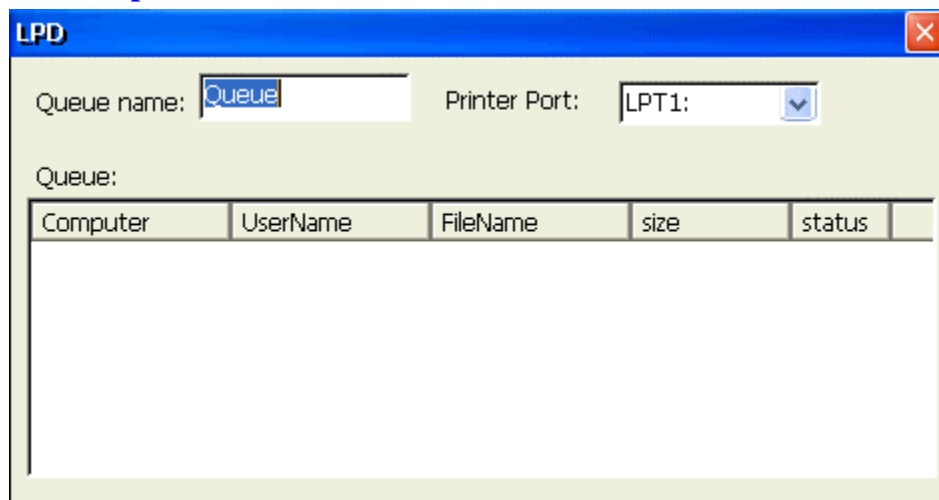 LPD
Queue name: Queue Printer Port: LPT1:
Queue:
Computer UserName FileName size status